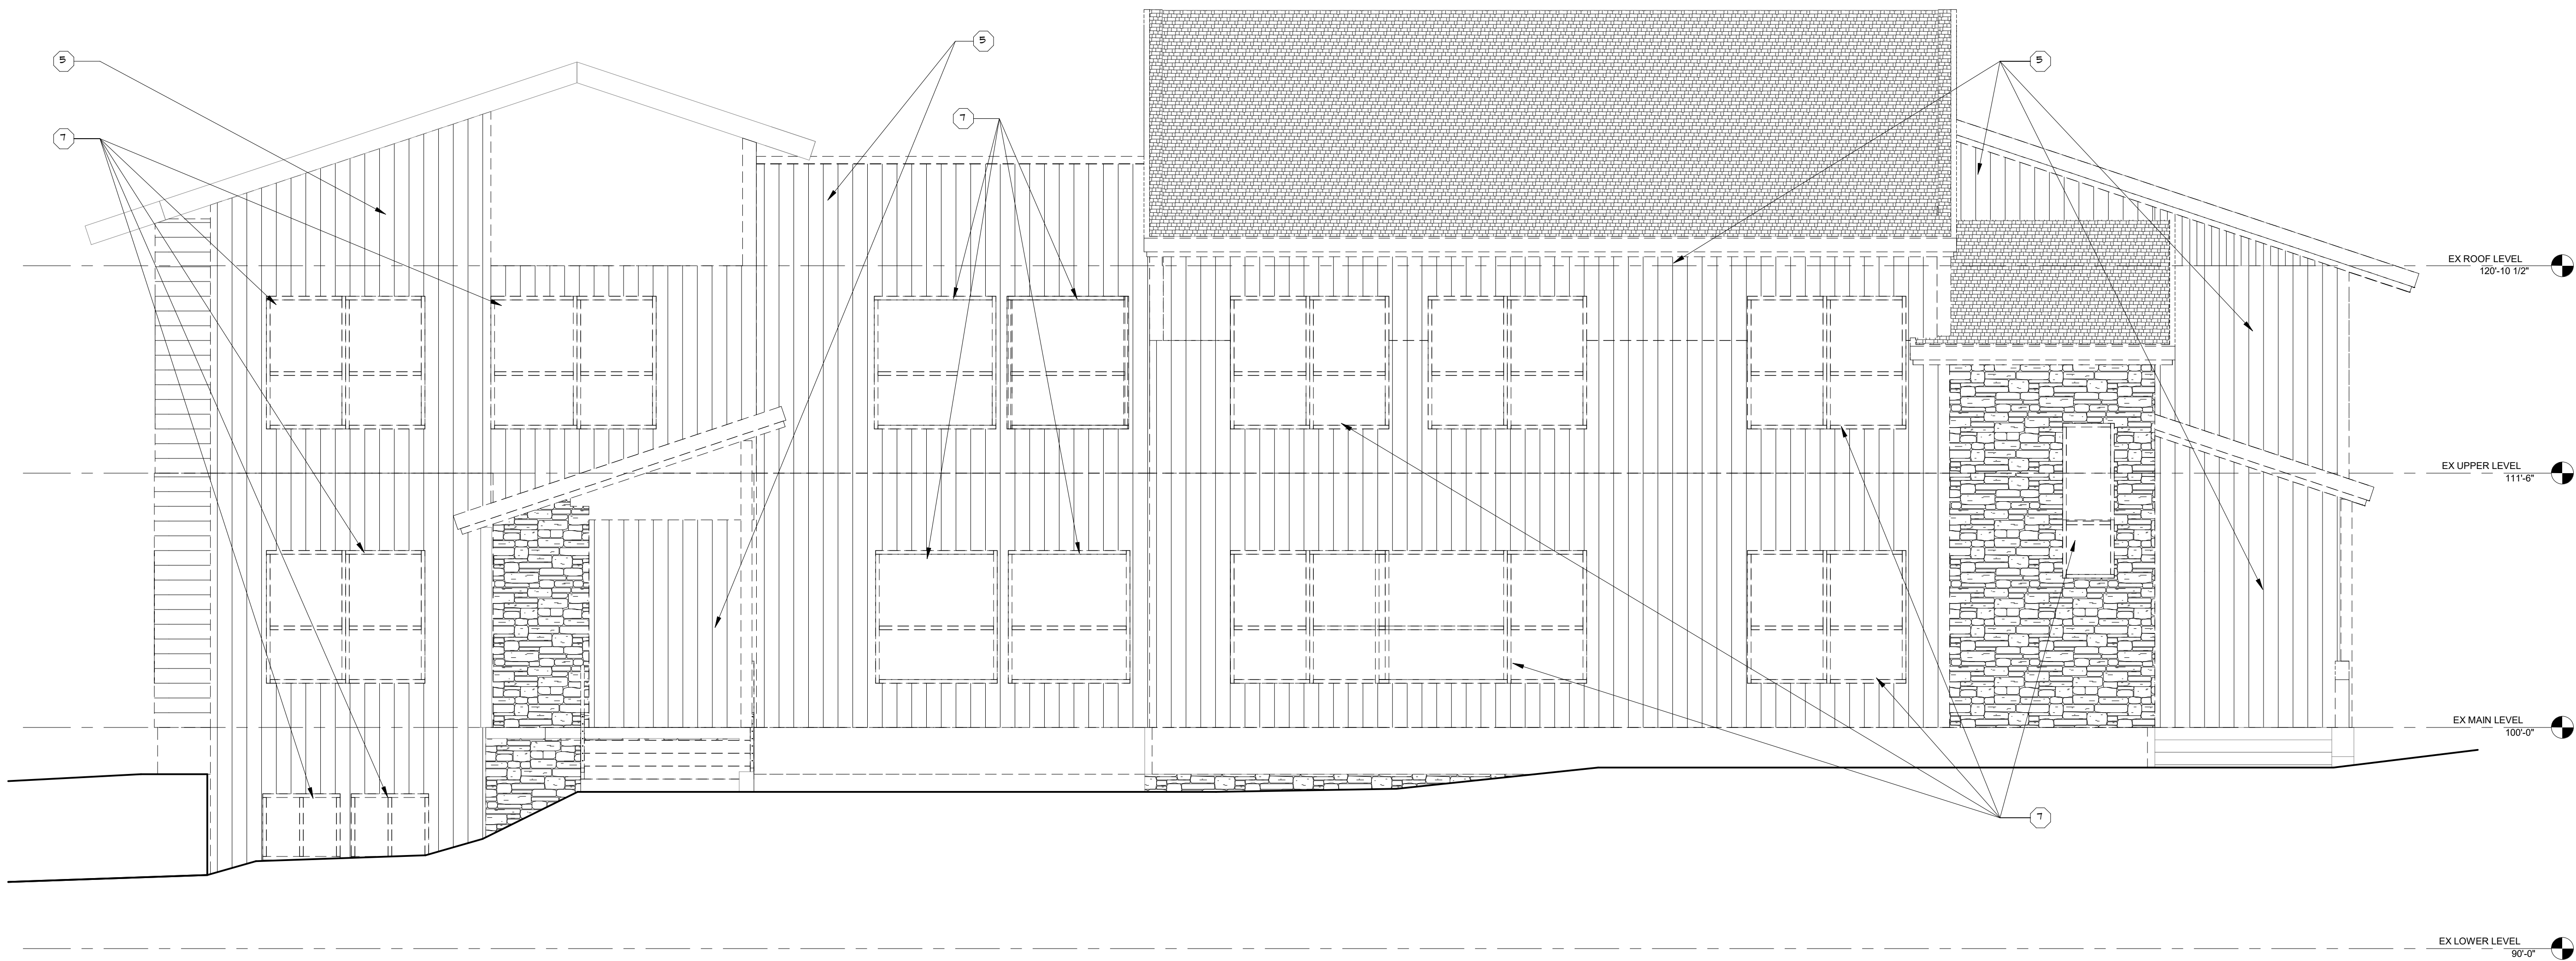 5
5
5
7
7
EX ROOF LEVEL
120'-10 1/2"
EX UPPER LEVEL
111'-6"
EX MAIN LEVEL
100'-0"
7
EX LOWER LEVEL
90'-0"